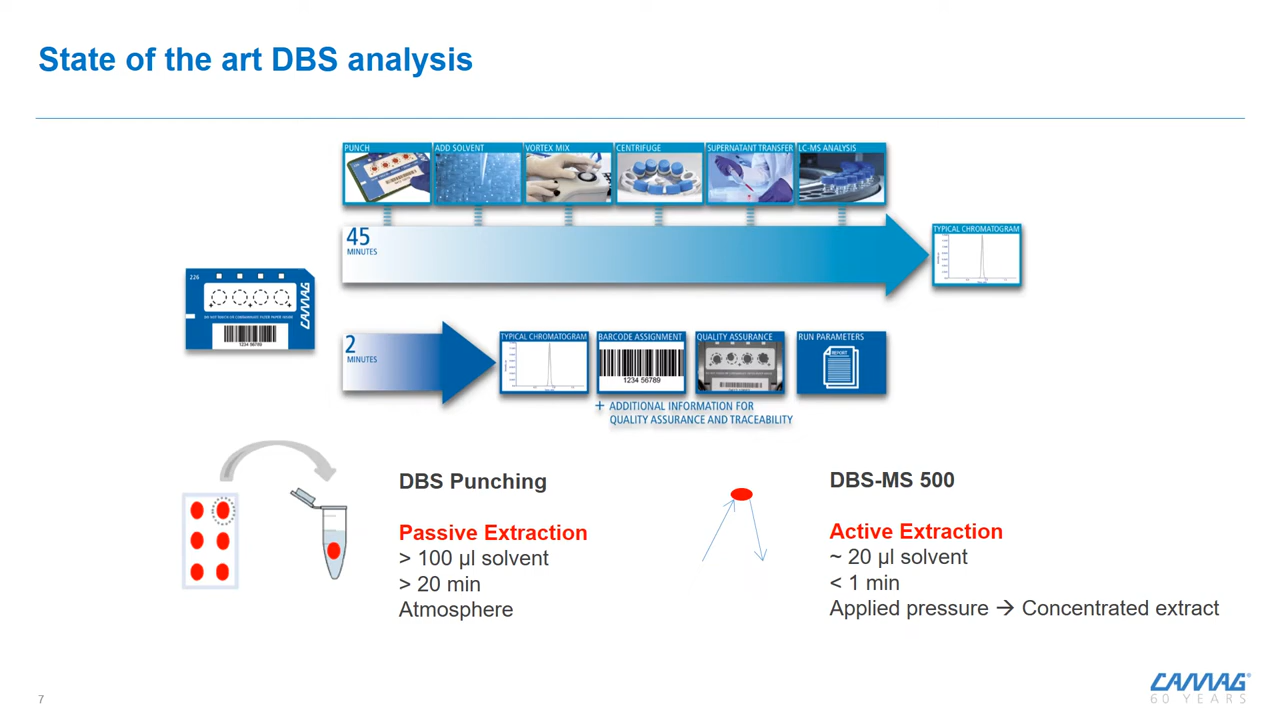 State of the art DBS analysis
PUNCH
ADD SOLVENT
VORTEX MIX
CENTRIFUGE
SUPERNATANT TRANSFER
LC-MS ANALYSIS
45
MINUTES
TYPICAL CHROMATOGRAM
226
CAMAG
1234 56789
2
MINUTES
TYPICAL CHROMATOGRAM
BARCODE ASSIGNMENT
1234 56789
QUALITY ASSURANCE
RUN PARAMETERS
REPORT
+ ADDITIONAL INFORMATION FOR
QUALITY ASSURANCE AND TRACEABILITY
DBS Punching
Passive Extraction
> 100 µl solvent
> 20 min
Atmosphere
DBS-MS 500
Active Extraction
~ 20 µl solvent
< 1 min
Applied pressure → Concentrated extract
7
CAMAG®
60 YEARS